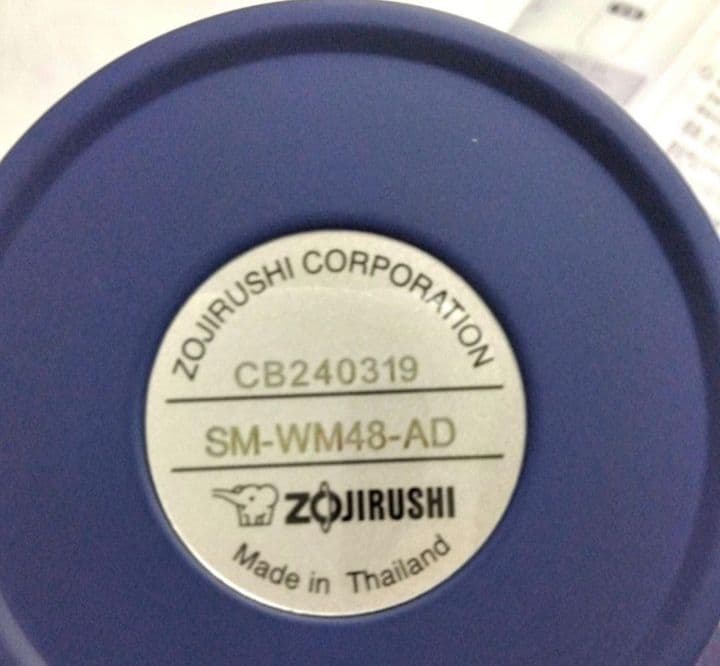 ZOJIRUSHI CORPORATION
CB240319
SM-WM48-AD
ZOJIRUSHI
Made in Thailand